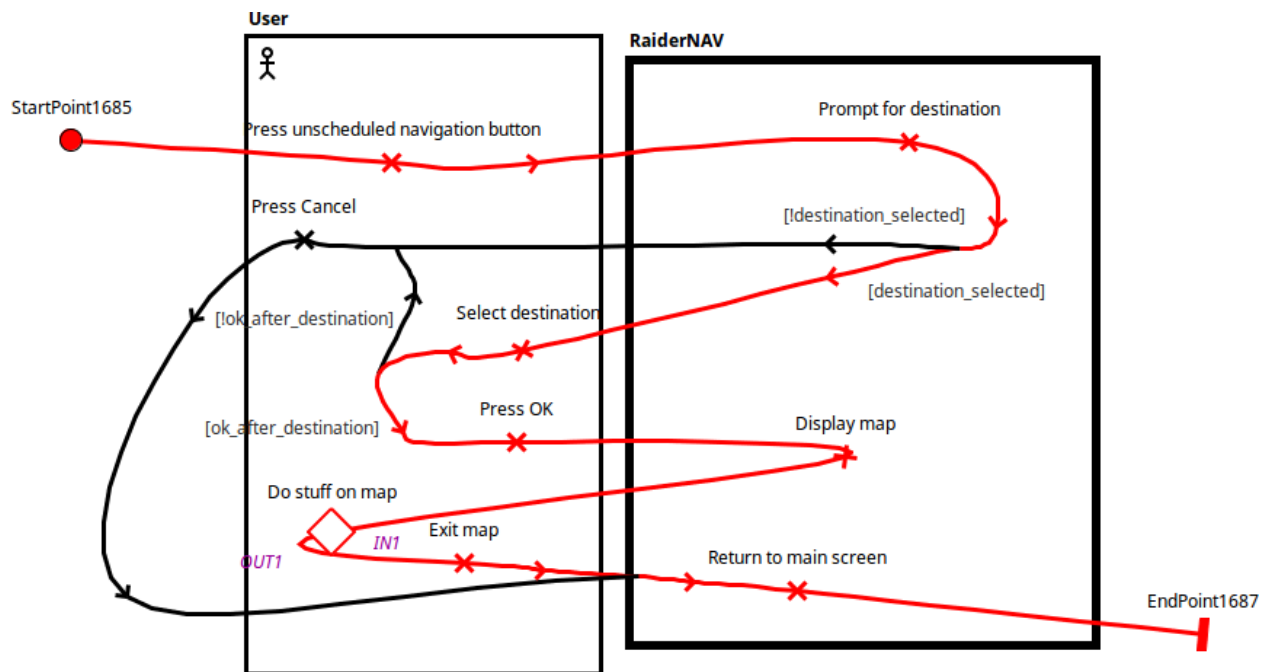 User
RaiderNAV
StartPoint1685
Press unscheduled navigation button
Prompt for destination
Press Cancel
[!destination_selected]
[destination_selected]
[!ok_after_destination]
Select destination
Press OK
[ok_after_destination]
Display map
Do stuff on map
Exit map
IN1
OUT1
Return to main screen
EndPoint1687